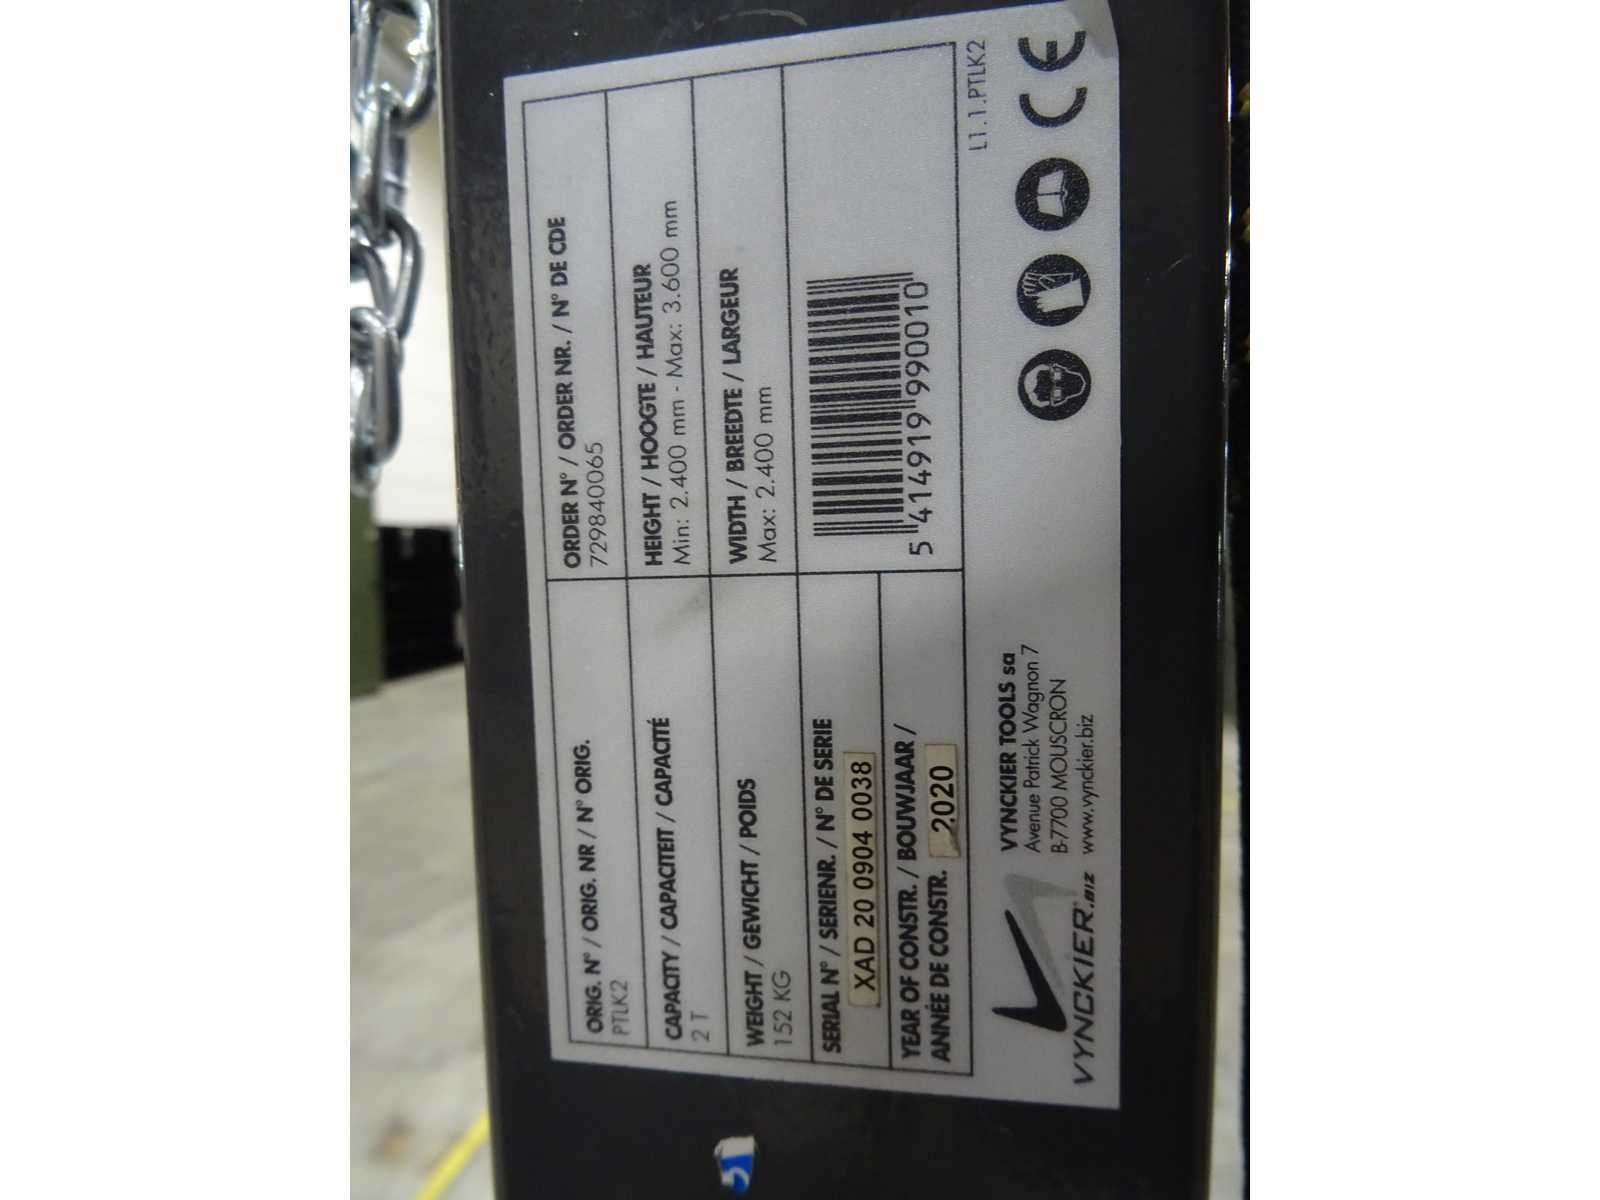 ORIG. N° / ORIG. NR / N° ORIG.
PTLK2
ORDER N° / ORDER NR. / N° DE CDE
729840065
CAPACITY / CAPACITEIT / CAPACITÉ
2 T
HEIGHT / HOOGTE / HAUTEUR
Min: 2.400 mm - Max: 3.600 mm
WEIGHT / GEWICHT / POIDS
152 KG
WIDTH / BREEDTE / LARGEUR
Max: 2.400 mm
SERIAL N° / SERIENR. / N° DE SERIE
XAD 20 0904 0038
YEAR OF CONSTR. / BOUWJAAR /
ANNÉE DE CONSTR. 2020
5 414919 990010
L1.1.PTLK2
VYNCKIER.BIZ
VYNCKIER TOOLS sa
Avenue Patrick Wagnon 7
B-7700 MOUSCRON
www.vynckier.biz
CE